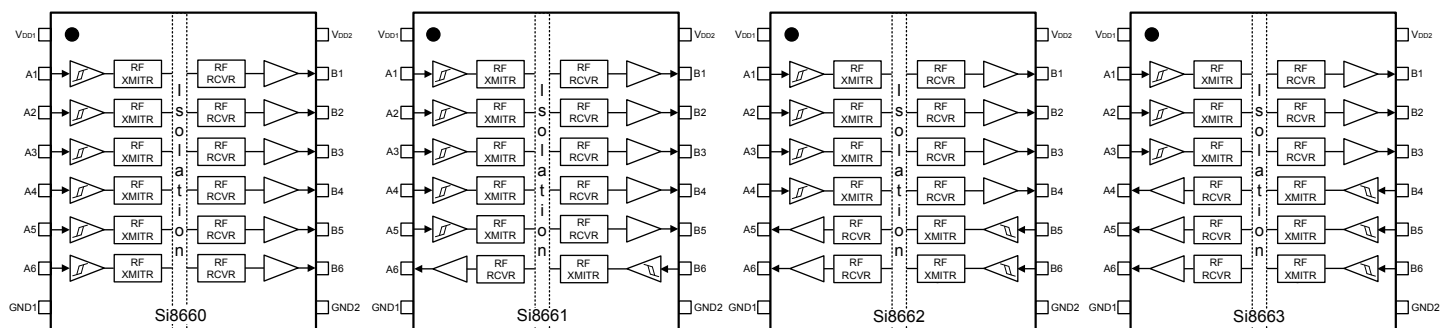 VDD1 VDD2 VDD1 VDD2 VDD1 VDD2 VDD1 VDD2
A1 RF XMITR RF RCVR B1 A1 RF XMITR RF RCVR B1 A1 RF XMITR RF RCVR B1 A1 RF XMITR RF RCVR B1
A2 RF XMITR RF RCVR B2 A2 RF XMITR RF RCVR B2 A2 RF XMITR RF RCVR B2 A2 RF XMITR RF RCVR B2
A3 RF XMITR RF RCVR B3 A3 RF XMITR RF RCVR B3 A3 RF XMITR RF RCVR B3 A3 RF XMITR RF RCVR B3
A4 RF XMITR RF RCVR B4 A4 RF XMITR RF RCVR B4 A4 RF XMITR RF RCVR B4 A4 RF RCVR RF XMITR B4
A5 RF XMITR RF RCVR B5 A5 RF XMITR RF RCVR B5 A5 RF RCVR RF XMITR B5 A5 RF RCVR RF XMITR B5
A6 RF XMITR RF RCVR B6 A6 RF RCVR RF XMITR B6 A6 RF RCVR RF XMITR B6 A6 RF RCVR RF XMITR B6
Isolation Isolation Isolation Isolation
GND1 GND2 GND1 GND2 GND1 GND2 GND1 GND2
Si8660 Si8661 Si8662 Si8663